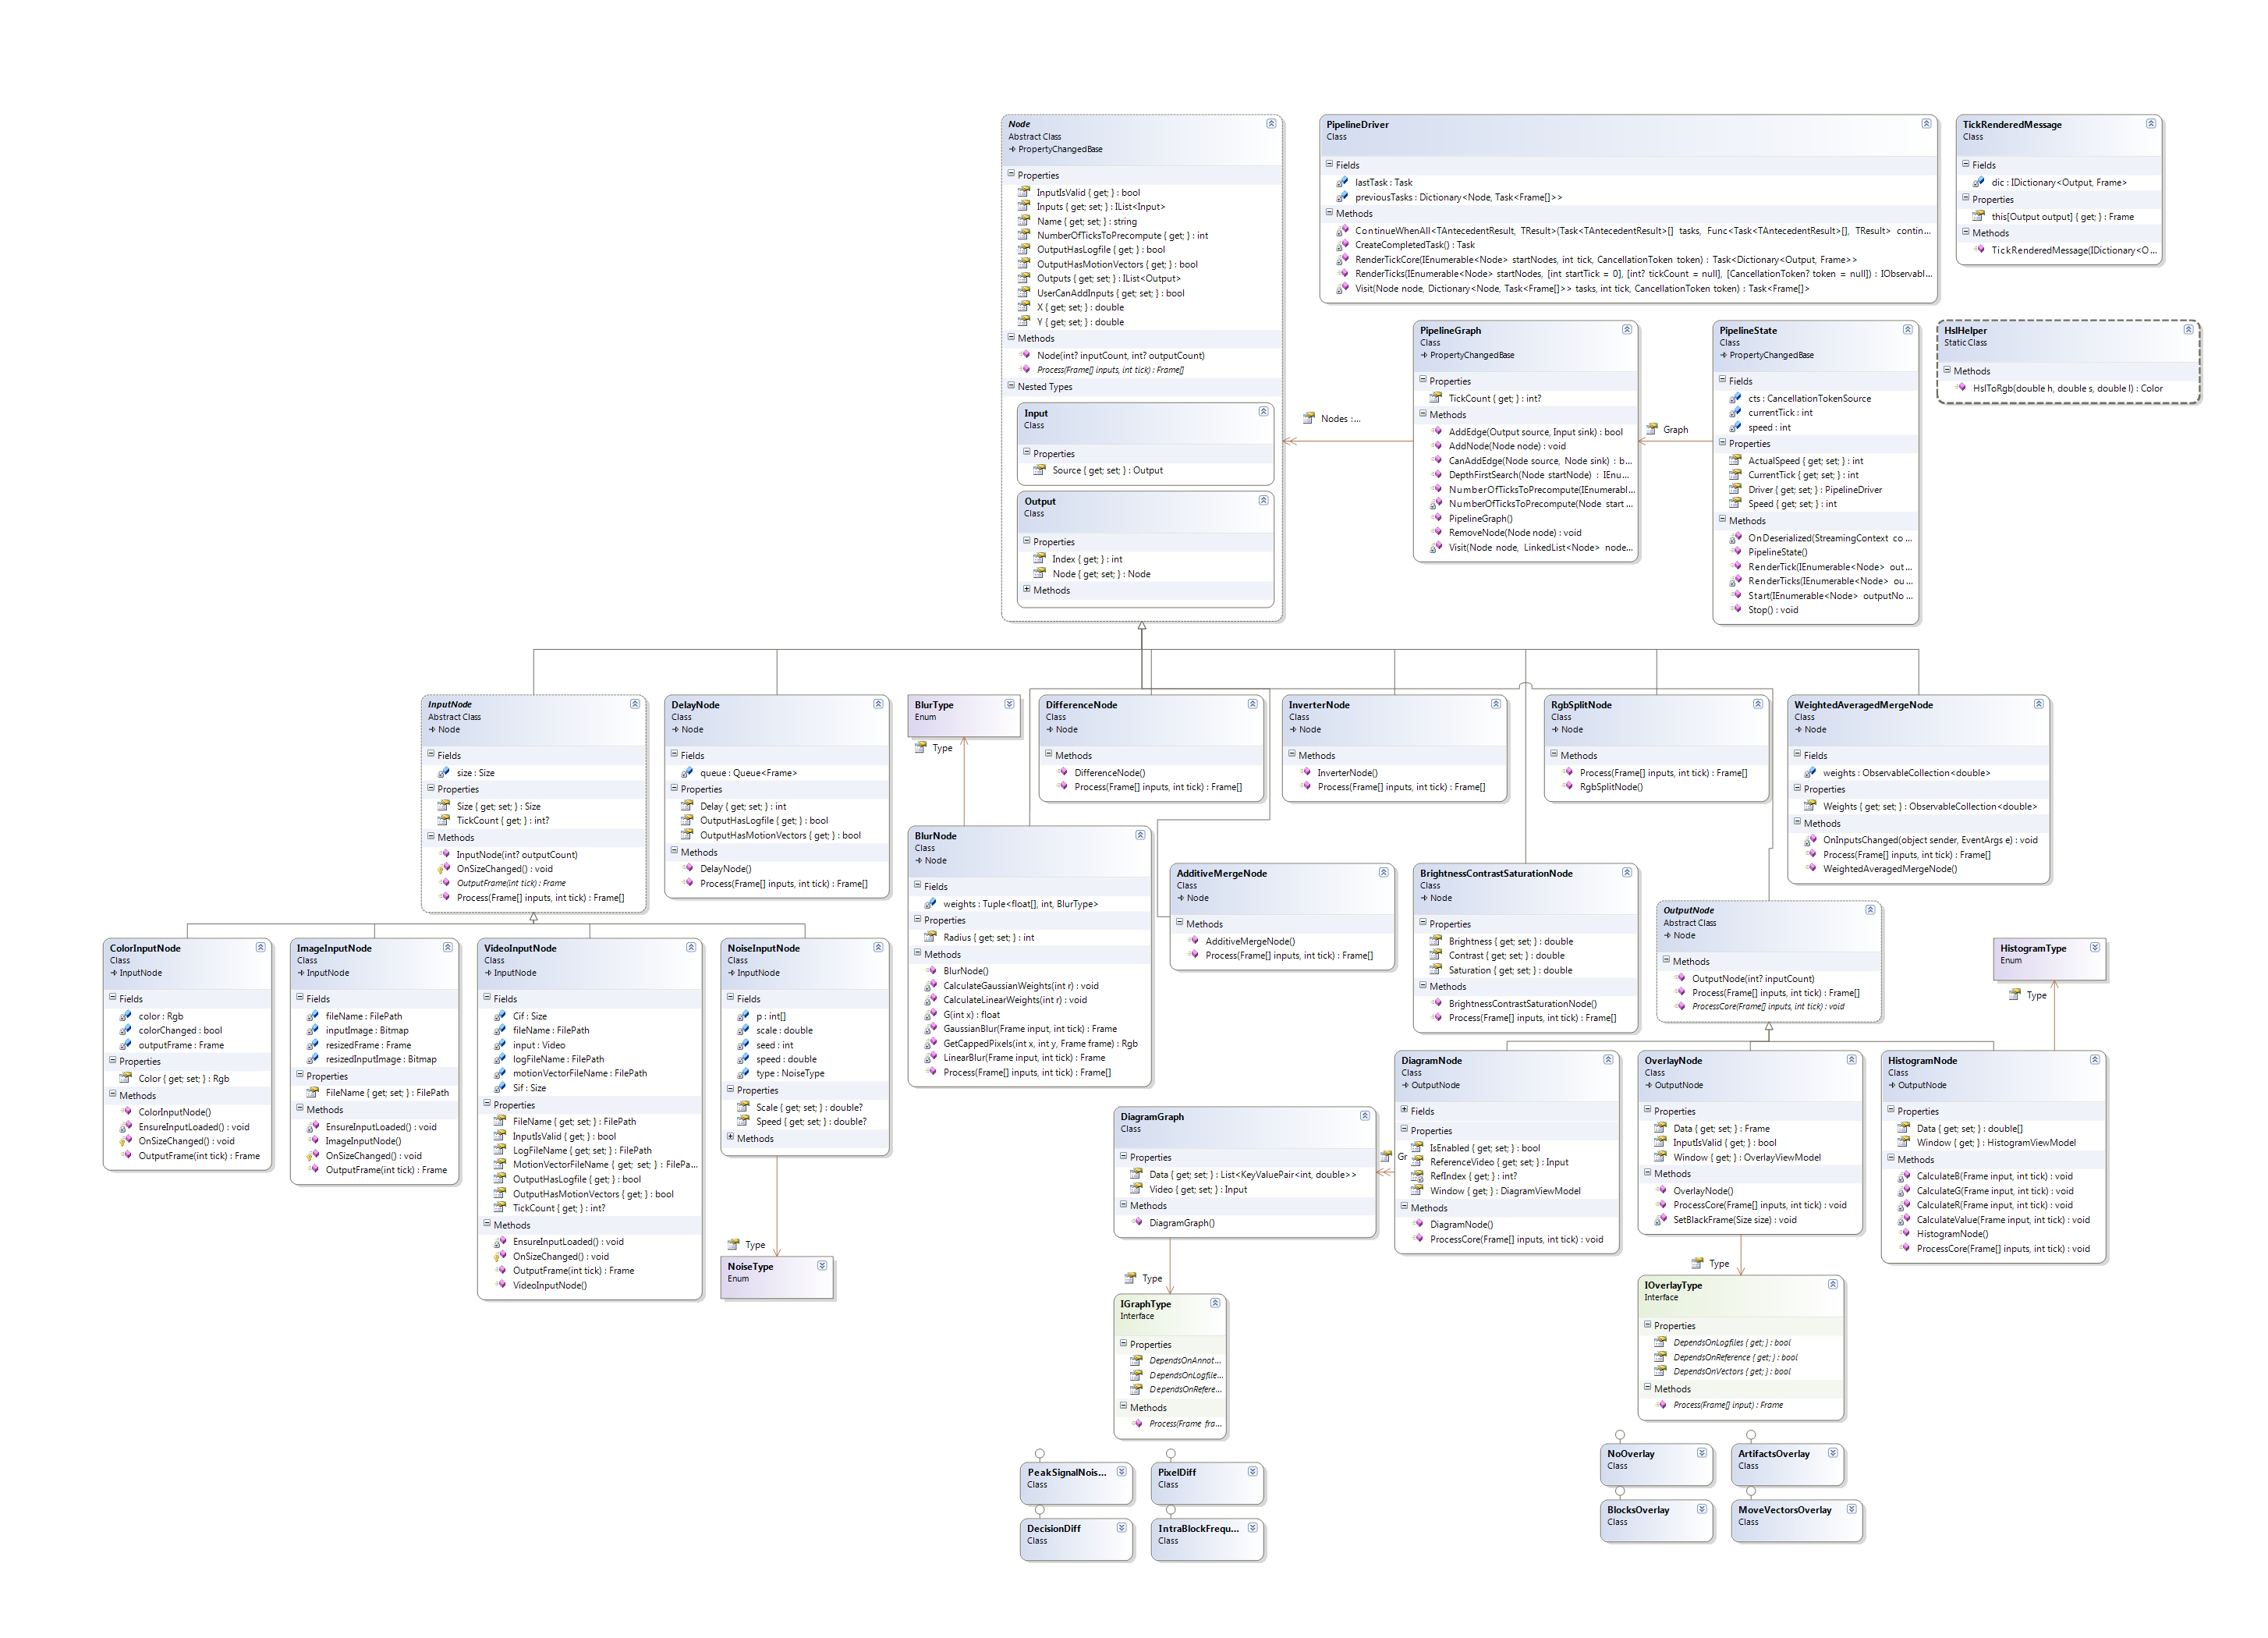 Node
Abstract Class
PropertyChangedBase
Properties
InputIsValid { get; } : bool
Inputs { get; set; } : IList<Input>
Name { get; set; } : string
NumberOfTicksToPrecompute { get; } : int
OutputHasLogfile { get; } : bool
OutputHasMotionVectors { get; } : bool
Outputs { get; set; } : IList<Output>
UserCanAddInputs { get; set; } : bool
X { get; set; } : double
Y { get; set; } : double
Methods
Node(int? inputCount, int? outputCount)
Process(Frame[] inputs, int tick) : Frame[]
Nested Types
Input
Class
Properties
Source { get; set; } : Output
Output
Class
Properties
Index { get; } : int
Node { get; set; } : Node
Methods
PipelineDriver
Class
Fields
lastTask : Task
previousTasks : Dictionary<Node, Task<Frame[]>>
Methods
ContinueWhenAll<TAntecedentResult, TResult>(Task<TAntecedentResult>[] tasks, Func<Task<TAntecedentResult>[], TResult> contin...
CreateCompletedTask() : Task
RenderTickCore(IEnumerable<Node> startNodes, int tick, CancellationToken token) : Task<Dictionary<Output, Frame>>
RenderTicks(IEnumerable<Node> startNodes, [int startTick = 0], [int? tickCount = null], [CancellationToken? token = null]) : IObservabl...
Visit(Node node, Dictionary<Node, Task<Frame[]>> tasks, int tick, CancellationToken token) : Task<Frame[]>
TickRenderedMessage
Class
Fields
dic : IDictionary<Output, Frame>
Properties
this[Output output] { get; } : Frame
Methods
TickRenderedMessage(IDictionary<O...
Nodes :...
PipelineGraph
Class
PropertyChangedBase
Properties
TickCount { get; } : int?
Methods
AddEdge(Output source, Input sink) : bool
AddNode(Node node) : void
CanAddEdge(Node source, Node sink) : b...
DepthFirstSearch(Node startNode) : IEnu...
NumberOfTicksToPrecompute(IEnumerabl...
NumberOfTicksToPrecompute(Node start ...
PipelineGraph()
RemoveNode(Node node) : void
Visit(Node node, LinkedList<Node> node...
Graph
PipelineState
Class
PropertyChangedBase
Fields
cts : CancellationTokenSource
currentTick : int
speed : int
Properties
ActualSpeed { get; set; } : int
CurrentTick { get; set; } : int
Driver { get; set; } : PipelineDriver
Speed { get; set; } : int
Methods
OnDeserialized(StreamingContext co ...
PipelineState()
RenderTick(IEnumerable<Node> out...
RenderTicks(IEnumerable<Node> ou ...
Start(IEnumerable<Node> outputNo ...
Stop() : void
HslHelper
Static Class
Methods
HslToRgb(double h, double s, double l) : Color
InputNode
Abstract Class
Node
Fields
size : Size
Properties
Size { get; set; } : Size
TickCount { get; } : int?
Methods
InputNode(int? outputCount)
OnSizeChanged() : void
OutputFrame(int tick) : Frame
Process(Frame[] inputs, int tick) : Frame[]
DelayNode
Class
Node
Fields
queue : Queue<Frame>
Properties
Delay { get; set; } : int
OutputHasLogfile { get; } : bool
OutputHasMotionVectors { get; } : bool
Methods
DelayNode()
Process(Frame[] inputs, int tick) : Frame[]
BlurType
Enum
Type
DifferenceNode
Class
Node
Methods
DifferenceNode()
Process(Frame[] inputs, int tick) : Frame[]
InverterNode
Class
Node
Methods
InverterNode()
Process(Frame[] inputs, int tick) : Frame[]
RgbSplitNode
Class
Node
Methods
Process(Frame[] inputs, int tick) : Frame[]
RgbSplitNode()
WeightedAveragedMergeNode
Class
Node
Fields
weights : ObservableCollection<double>
Properties
Weights { get; set; } : ObservableCollection<double>
Methods
OnInputsChanged(object sender, EventArgs e) : void
Process(Frame[] inputs, int tick) : Frame[]
WeightedAveragedMergeNode()
BlurNode
Class
Node
Fields
weights : Tuple<float[], int, BlurType>
Properties
Radius { get; set; } : int
Methods
BlurNode()
CalculateGaussianWeights(int r) : void
CalculateLinearWeights(int r) : void
G(int x) : float
GaussianBlur(Frame input, int tick) : Frame
GetCappedPixels(int x, int y, Frame frame) : Rgb
LinearBlur(Frame input, int tick) : Frame
Process(Frame[] inputs, int tick) : Frame[]
AdditiveMergeNode
Class
Node
Methods
AdditiveMergeNode()
Process(Frame[] inputs, int tick) : Frame[]
BrightnessContrastSaturationNode
Class
Node
Properties
Brightness { get; set; } : double
Contrast { get; set; } : double
Saturation { get; set; } : double
Methods
BrightnessContrastSaturationNode()
Process(Frame[] inputs, int tick) : Frame[]
OutputNode
Abstract Class
Node
Methods
OutputNode(int? inputCount)
Process(Frame[] inputs, int tick) : Frame[]
ProcessCore(Frame[] inputs, int tick) : void
HistogramType
Enum
Type
ColorInputNode
Class
InputNode
Fields
color : Rgb
colorChanged : bool
outputFrame : Frame
Properties
Color { get; set; } : Rgb
Methods
ColorInputNode()
EnsureInputLoaded() : void
OnSizeChanged() : void
OutputFrame(int tick) : Frame
ImageInputNode
Class
InputNode
Fields
fileName : FilePath
inputImage : Bitmap
resizedFrame : Frame
resizedInputImage : Bitmap
Properties
FileName { get; set; } : FilePath
Methods
EnsureInputLoaded() : void
ImageInputNode()
OnSizeChanged() : void
OutputFrame(int tick) : Frame
VideoInputNode
Class
InputNode
Fields
Cif : Size
fileName : FilePath
input : Video
logFileName : FilePath
motionVectorFileName : FilePath
Sif : Size
Properties
FileName { get; set; } : FilePath
InputIsValid { get; } : bool
LogFileName { get; set; } : FilePath
MotionVectorFileName { get; set; } : FilePa...
OutputHasLogfile { get; } : bool
OutputHasMotionVectors { get; } : bool
TickCount { get; } : int?
Methods
EnsureInputLoaded() : void
OnSizeChanged() : void
OutputFrame(int tick) : Frame
VideoInputNode()
NoiseInputNode
Class
InputNode
Fields
p : int[]
scale : double
seed : int
speed : double
type : NoiseType
Properties
Scale { get; set; } : double?
Speed { get; set; } : double?
Methods
Type
NoiseType
Enum
DiagramGraph
Class
Properties
Data { get; set; } : List<KeyValuePair<int, double>>
Video { get; set; } : Input
Methods
DiagramGraph()
Gr
DiagramNode
Class
OutputNode
Fields
Properties
IsEnabled { get; set; } : bool
ReferenceVideo { get; set; } : Input
RefIndex { get; } : int?
Window { get; } : DiagramViewModel
Methods
DiagramNode()
ProcessCore(Frame[] inputs, int tick) : void
OverlayNode
Class
OutputNode
Properties
Data { get; set; } : Frame
InputIsValid { get; } : bool
Window { get; } : OverlayViewModel
Methods
OverlayNode()
ProcessCore(Frame[] inputs, int tick) : void
SetBlackFrame(Size size) : void
HistogramNode
Class
OutputNode
Properties
Data { get; set; } : double[]
Window { get; } : HistogramViewModel
Methods
CalculateB(Frame input, int tick) : void
CalculateG(Frame input, int tick) : void
CalculateR(Frame input, int tick) : void
CalculateValue(Frame input, int tick) : void
HistogramNode()
ProcessCore(Frame[] inputs, int tick) : void
Type
IGraphType
Interface
Properties
DependsOnAnnot...
DependsOnLogfile...
DependsOnRefere...
Methods
Process(Frame fra...
Type
IOverlayType
Interface
Properties
DependsOnLogfiles { get; } : bool
DependsOnReference { get; } : bool
DependsOnVectors { get; } : bool
Methods
Process(Frame[] input) : Frame
PeakSignalNois...
Class
PixelDiff
Class
DecisionDiff
Class
IntraBlockFrequ...
Class
NoOverlay
Class
ArtifactsOverlay
Class
BlocksOverlay
Class
MoveVectorsOverlay
Class